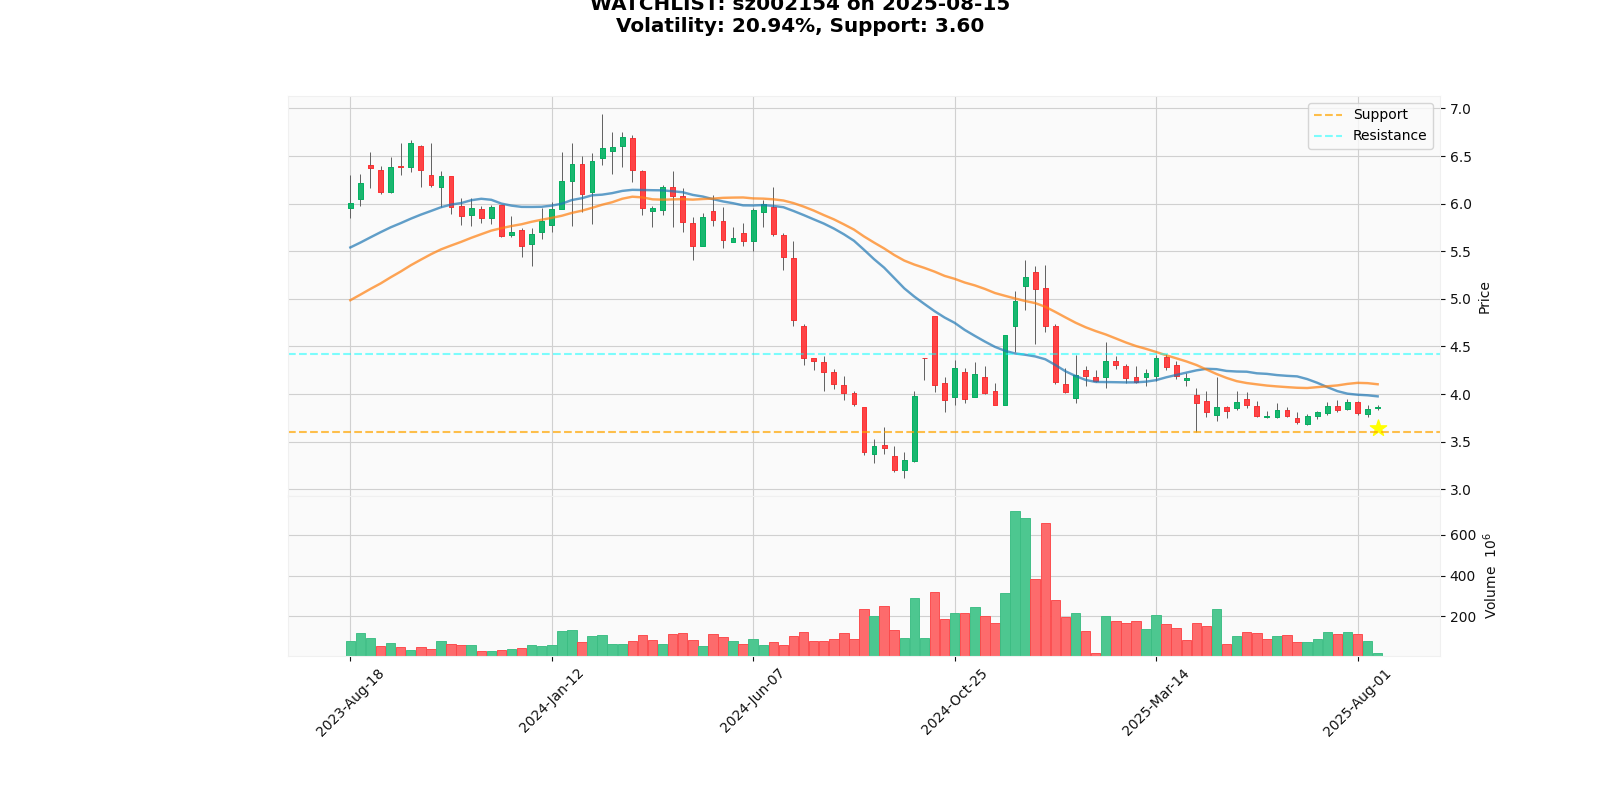 WATCHLIST: sz002154 on 2025-08-15
Volatility: 20.94%, Support: 3.60
Support
Resistance
7.0
6.5
6.0
5.5
5.0
4.5
4.0
3.5
3.0
Price
600
400
200
Volume 10⁶
2023-Aug-18
2024-Jan-12
2024-Jun-07
2024-Oct-25
2025-Mar-14
2025-Aug-01